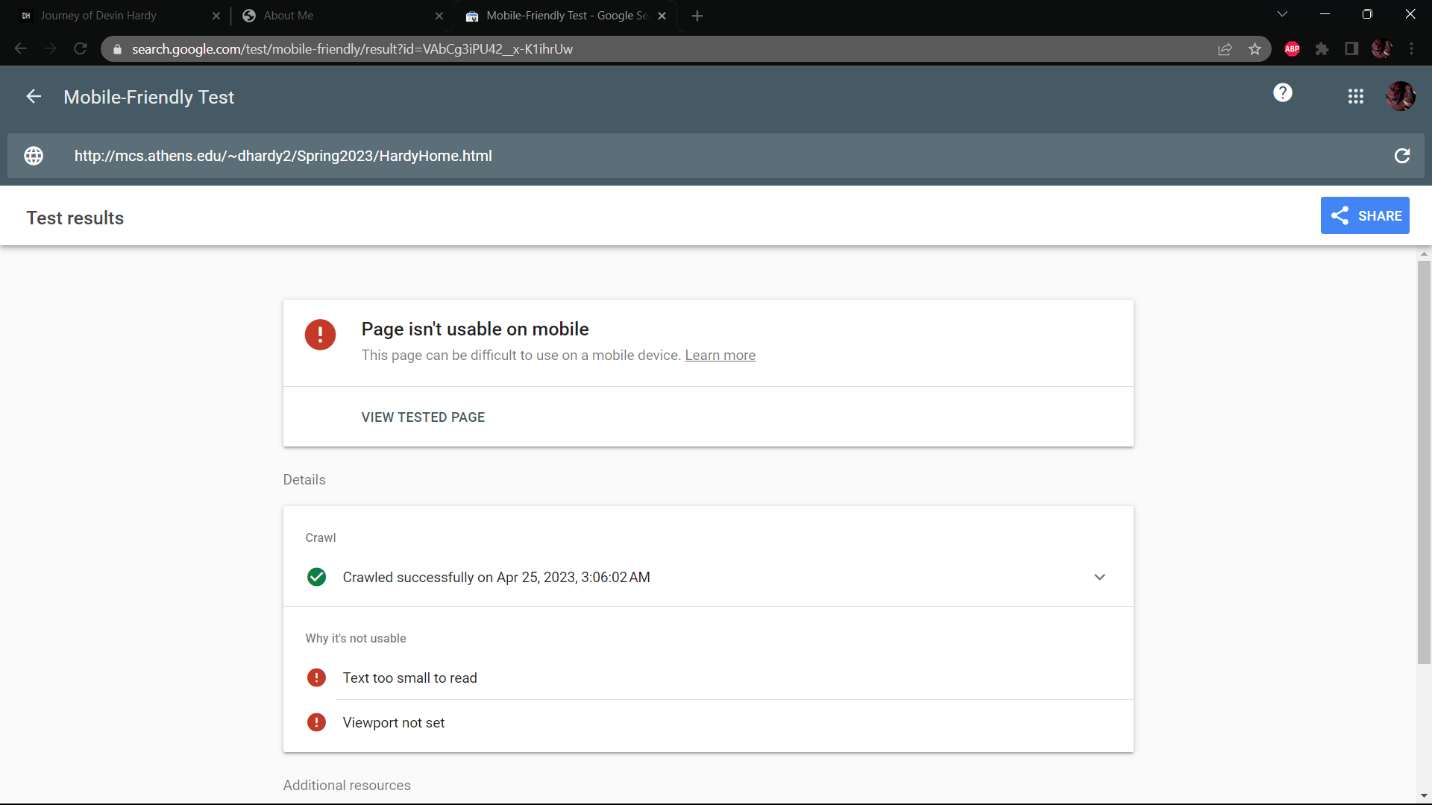 DH Journey of Devin Hardy
About Me
Mobile-Friendly Test - Google Se
search.google.com/test/mobile-friendly/result?id=VAbCg3iPU42_x-K1ihrUw
ABP
Mobile-Friendly Test
http://mcs.athens.edu/~dhardy2/Spring2023/HardyHome.html
Test results
SHARE
Page isn't usable on mobile
This page can be difficult to use on a mobile device. Learn more
VIEW TESTED PAGE
Details
Crawl
Crawled successfully on Apr 25, 2023, 3:06:02 AM
Why it's not usable
Text too small to read
Viewport not set
Additional resources